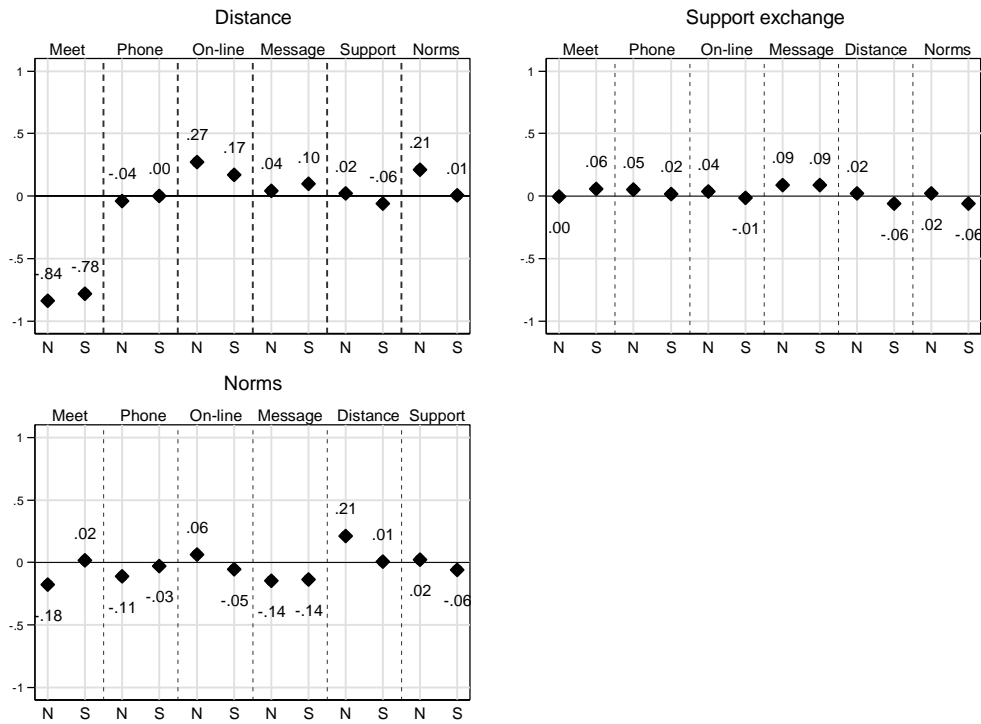 Distance
Meet Phone On-line Message Support Norms
1
.5
0
-.5
-1
-.84 -.78 -.04 .00 .27 .17 .04 .10 .02 -.06 .21 .01
N S N S N S N S N S N S
Support exchange
Meet Phone On-line Message Distance Norms
1
.5
0
-.5
-1
.00 .06 .05 .02 .04 -.01 .09 .09 .02 -.06 .02 -.06
N S N S N S N S N S N S
Norms
Meet Phone On-line Message Distance Support
1
.5
0
-.5
-1
-.18 .02 -.11 -.03 .06 -.05 -.14 -.14 .21 .01 .02 -.06
N S N S N S N S N S N S